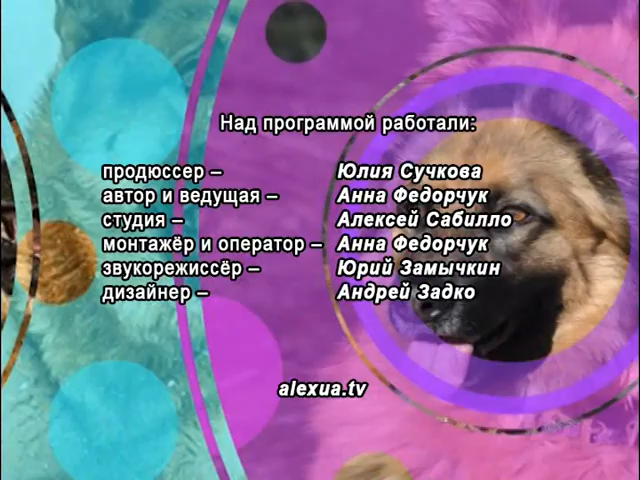 Над программой работали:
продюссер – Юлия Сучкова
автор и ведущая – Анна Федорчук
студия – Алексей Сабилло
монтажёр и оператор – Анна Федорчук
звукорежиссёр – Юрий Замычкин
дизайнер – Андрей Задко
alexua.tv